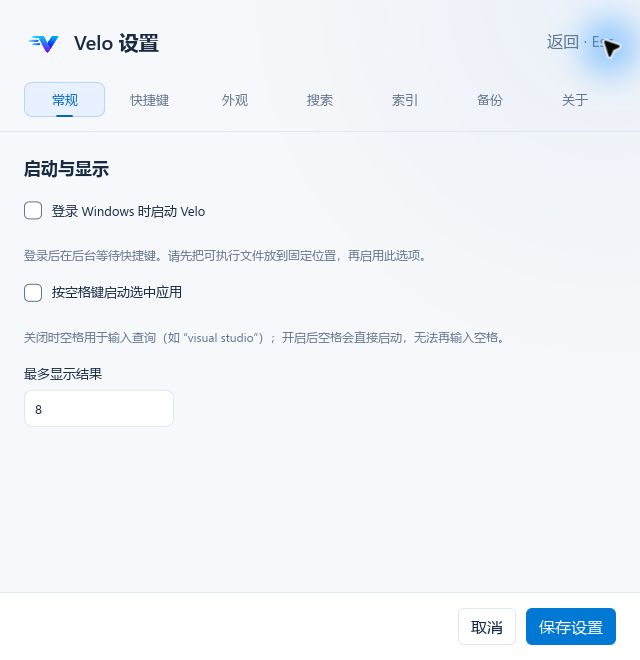 Velo 设置
返回 · Esc
常规
快捷键
外观
搜索
索引
备份
关于
启动与显示
登录 Windows 时启动 Velo
登录后在后台等待快捷键。请先把可执行文件放到固定位置，再启用此选项。
按空格键启动选中应用
关闭时空格用于输入查询（如 “visual studio”）；开启后空格会直接启动，无法再输入空格。
最多显示结果
8
取消
保存设置